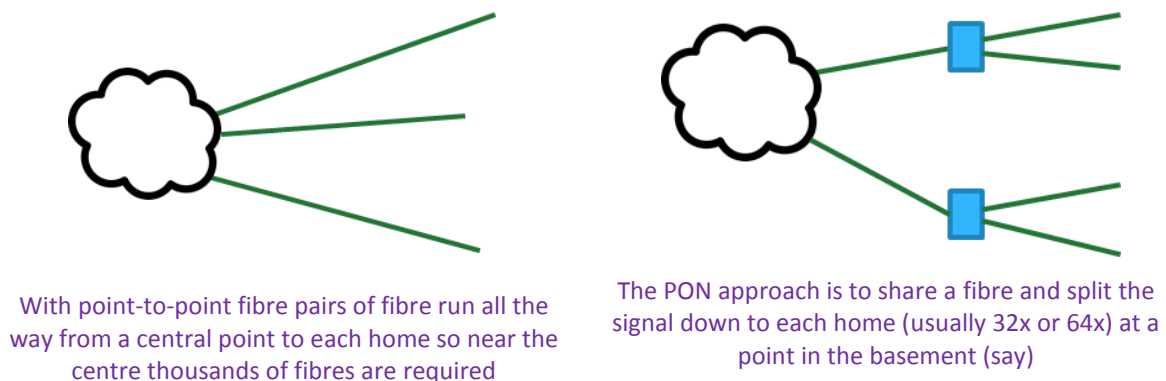 With point-to-point fibre pairs of fibre run all the
way from a central point to each home so near the
centre thousands of fibres are required
The PON approach is to share a fibre and split the
signal down to each home (usually 32x or 64x) at a
point in the basement (say)